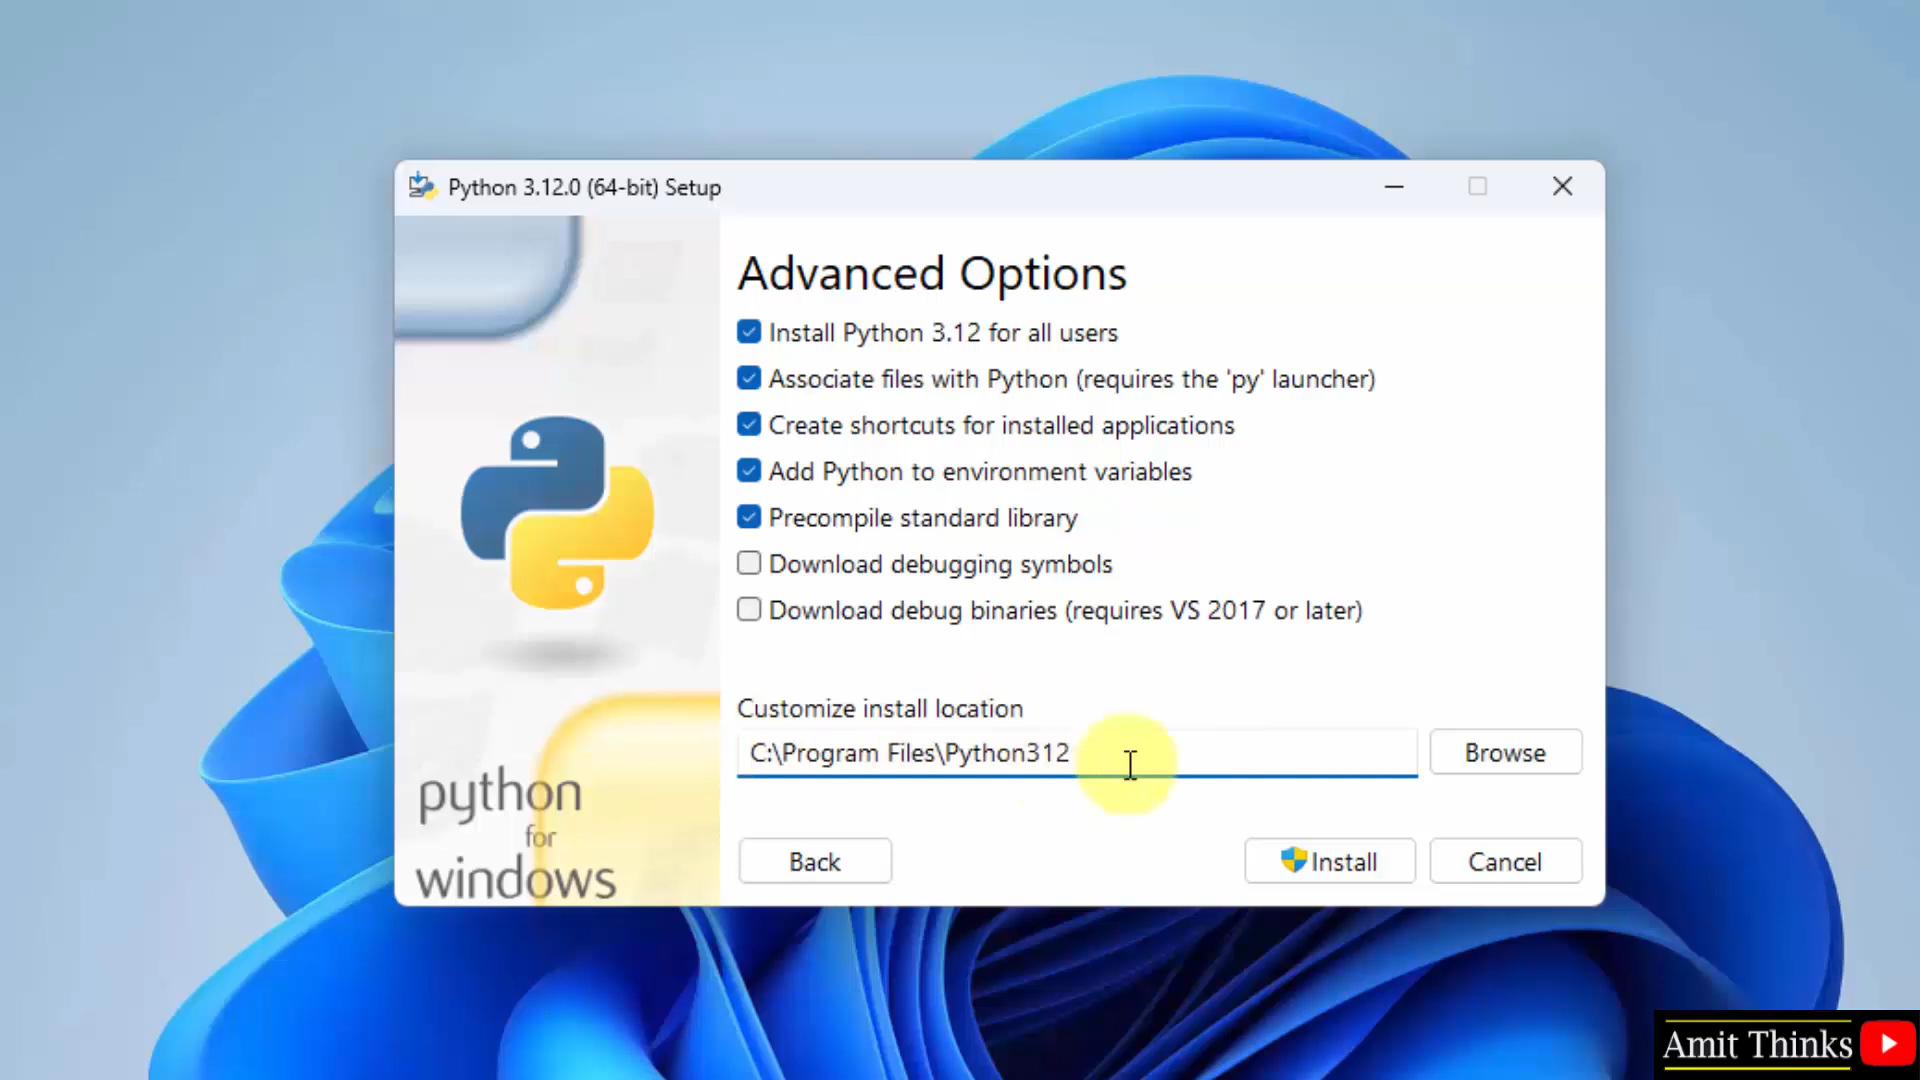 Python 3.12.0 (64-bit) Setup
Advanced Options
Install Python 3.12 for all users
Associate files with Python (requires the 'py' launcher)
Create shortcuts for installed applications
Add Python to environment variables
Precompile standard library
Download debugging symbols
Download debug binaries (requires VS 2017 or later)
Customize install location
C:\Program Files\Python312
Browse
python
for
windows
Back
Install
Cancel
Amit Thinks